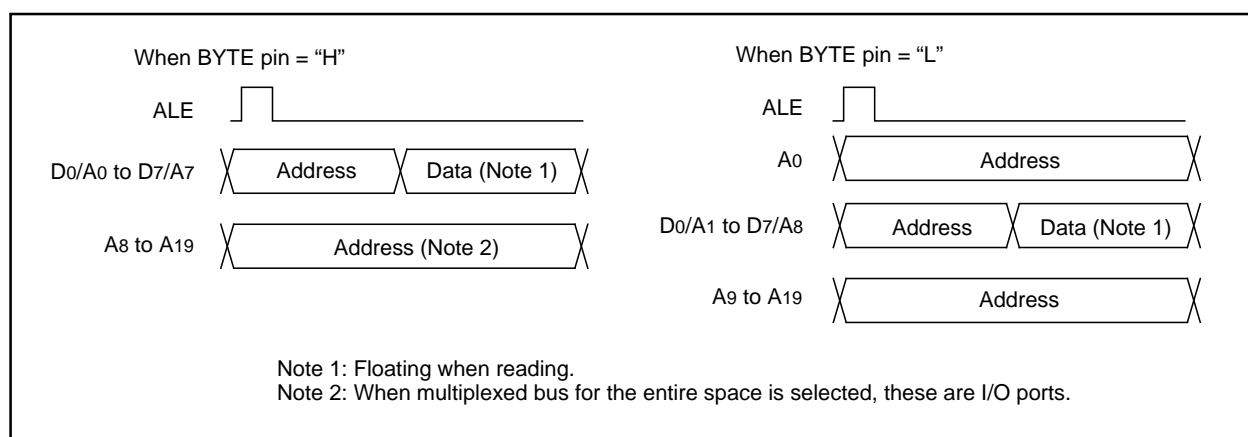 When BYTE pin = “H”
ALE
D0/A0 to D7/A7
Address
Data (Note 1)
A8 to A19
Address (Note 2)
When BYTE pin = “L”
ALE
A0
Address
D0/A1 to D7/A8
Address
Data (Note 1)
A9 to A19
Address
Note 1: Floating when reading.
Note 2: When multiplexed bus for the entire space is selected, these are I/O ports.